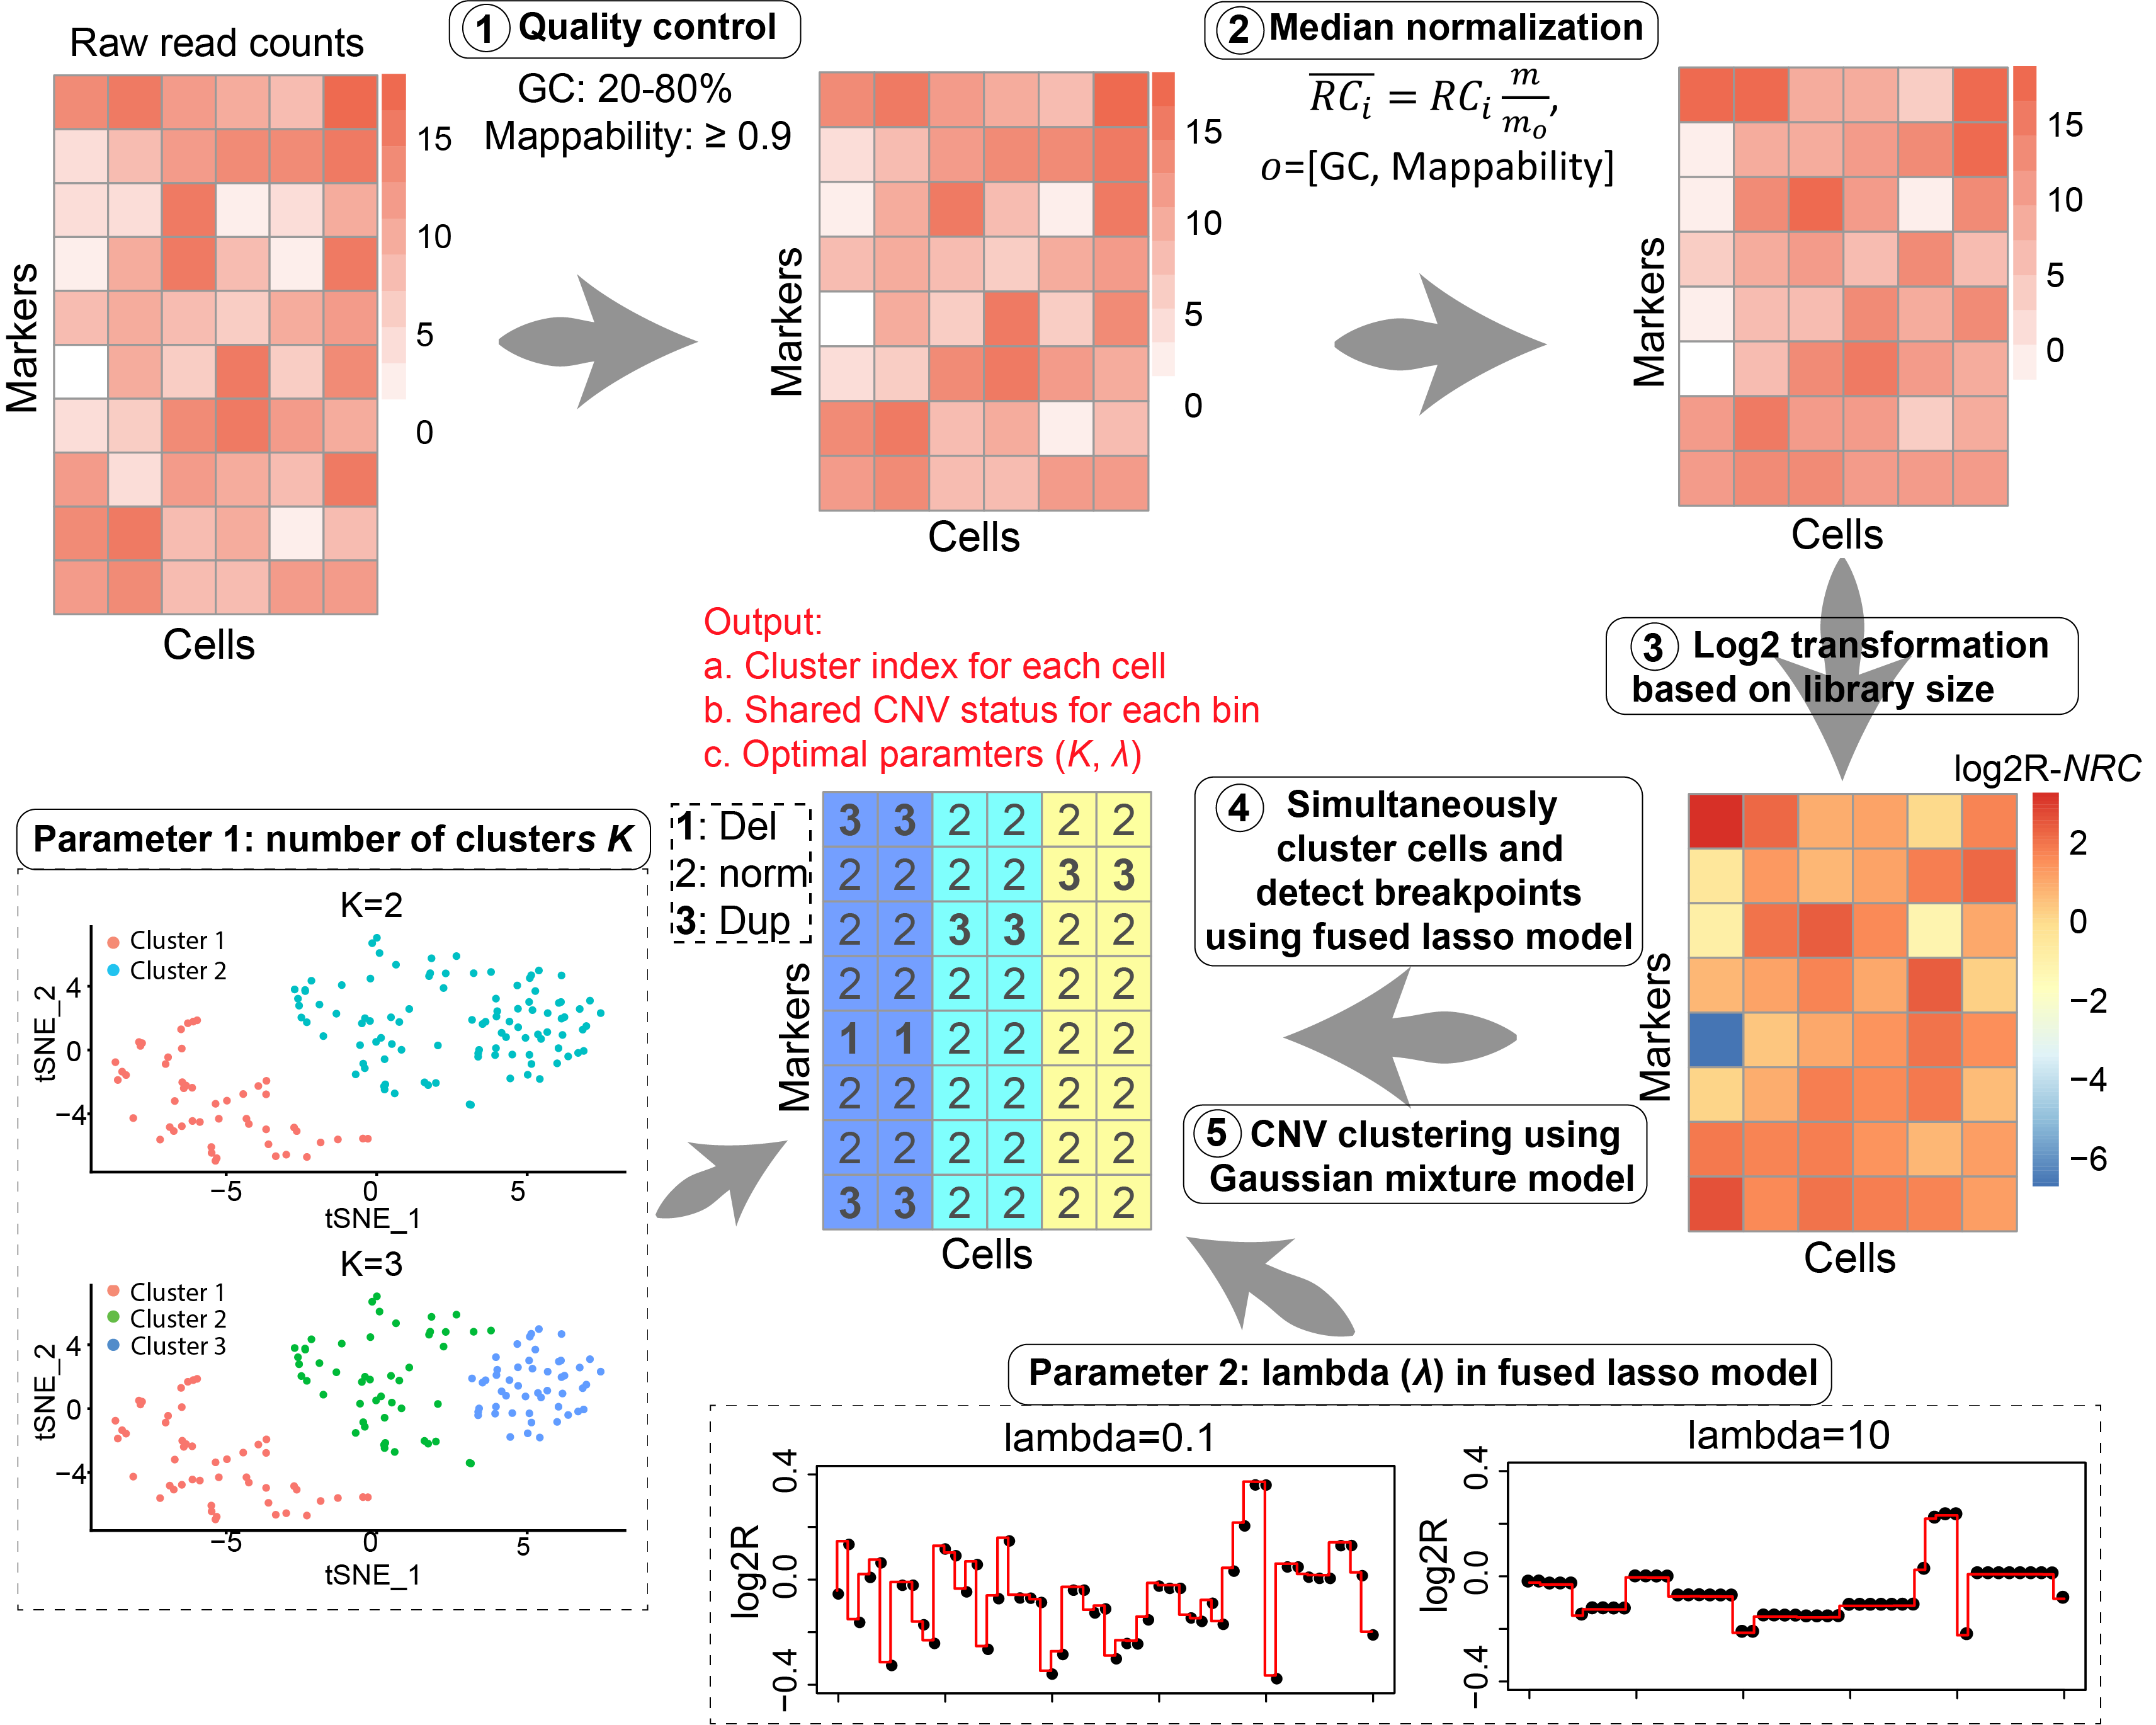 Raw read counts
15
10
5
0
Markers
Cells
1 Quality control
GC: 20-80%
Mappability: ≥ 0.9
15
10
5
0
Markers
Cells
2 Median normalization
RCᵢ = RCᵢ m/mₒ,
o=[GC, Mappability]
15
10
5
0
Markers
Cells
3 Log2 transformation
based on library size
log2R-NRC
2
0
−2
−4
−6
Markers
Cells
4 Simultaneously
cluster cells and
detect breakpoints
using fused lasso model
5 CNV clustering using
Gaussian mixture model
Output:
a. Cluster index for each cell
b. Shared CNV status for each bin
c. Optimal paramters (K, λ)
1: Del
2: norm
3: Dup
3 3 2 2 2 2
2 2 2 2 3 3
2 2 3 3 2 2
2 2 2 2 2 2
1 1 2 2 2 2
2 2 2 2 2 2
2 2 2 2 2 2
3 3 2 2 2 2
Markers
Cells
Parameter 1: number of clusters K
K=2
Cluster 1
Cluster 2
4
0
−4
tSNE_2
−5 0 5
tSNE_1
K=3
Cluster 1
Cluster 2
Cluster 3
4
0
−4
tSNE_2
−5 0 5
tSNE_1
Parameter 2: lambda (λ) in fused lasso model
lambda=0.1
0.4
0.0
−0.4
log2R
lambda=10
0.4
0.0
−0.4
log2R